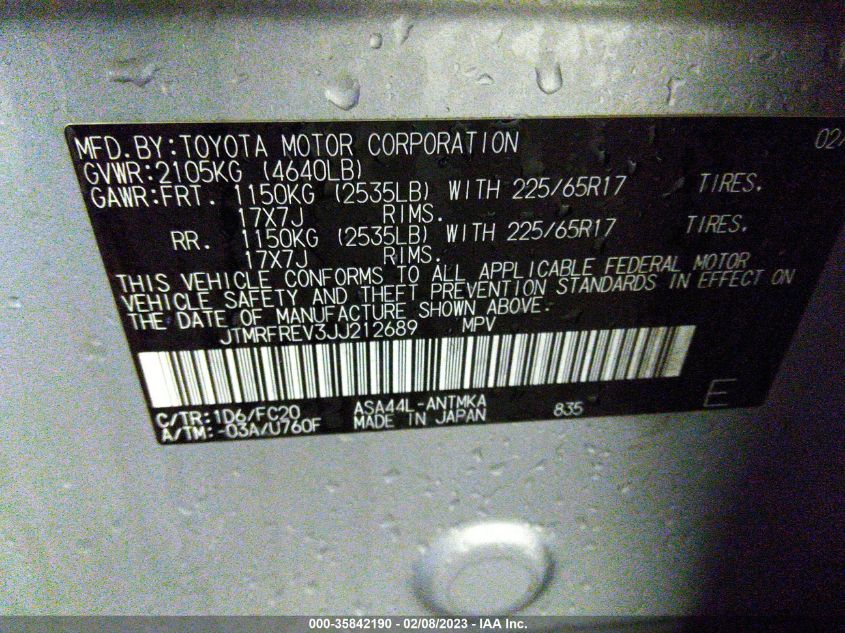 MFD.BY:TOYOTA MOTOR CORPORATION 02/
GVWR:2105KG (4640LB)
GAWR:FRT. 1150KG (2535LB) WITH 225/65R17 TIRES.
17X7J RIMS.
RR. 1150KG (2535LB) WITH 225/65R17 TIRES.
17X7J RIMS.
THIS VEHICLE CONFORMS TO ALL APPLICABLE FEDERAL MOTOR
VEHICLE SAFETY AND THEFT PREVENTION STANDARDS IN EFFECT ON
THE DATE OF MANUFACTURE SHOWN ABOVE.
JTMRFREV3JJ212689 MPV
C/TR:1D6/FC20 ASA44L-ANTMKA 835 E
A/TM:-03A/U760F MADE IN JAPAN
000-35842190 - 02/08/2023 - IAA Inc.